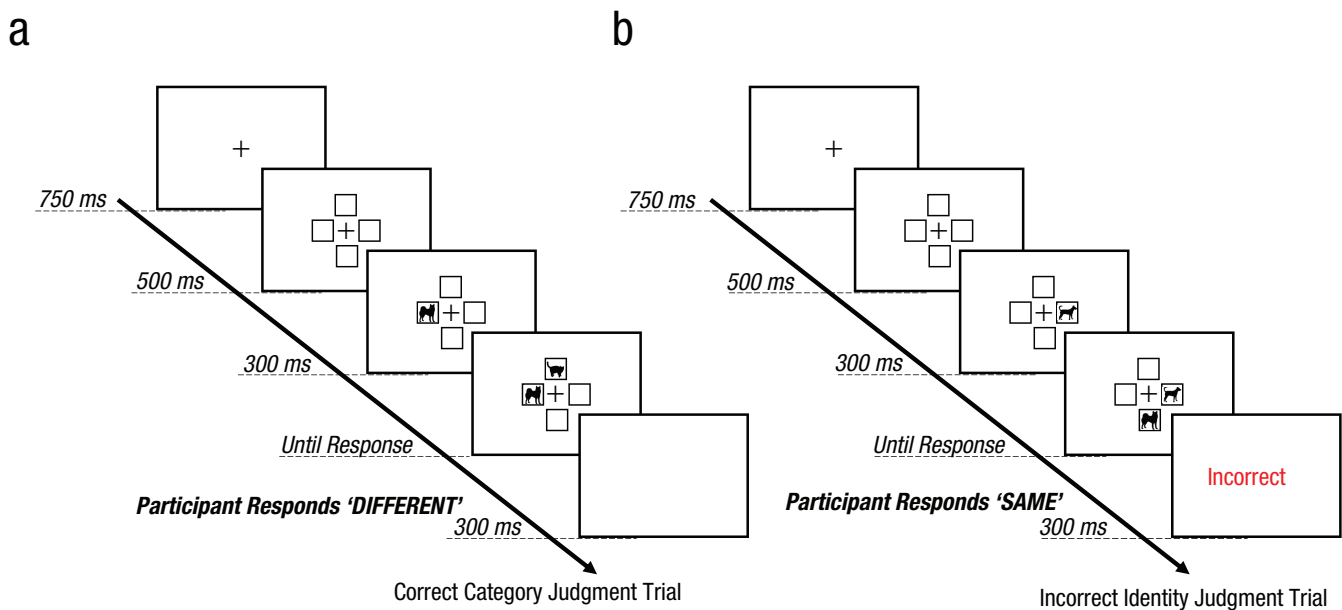 a
750 ms
500 ms
300 ms
Until Response
Participant Responds ‘DIFFERENT’
300 ms
Correct Category Judgment Trial
b
750 ms
500 ms
300 ms
Until Response
Participant Responds ‘SAME’
Incorrect
300 ms
Incorrect Identity Judgment Trial